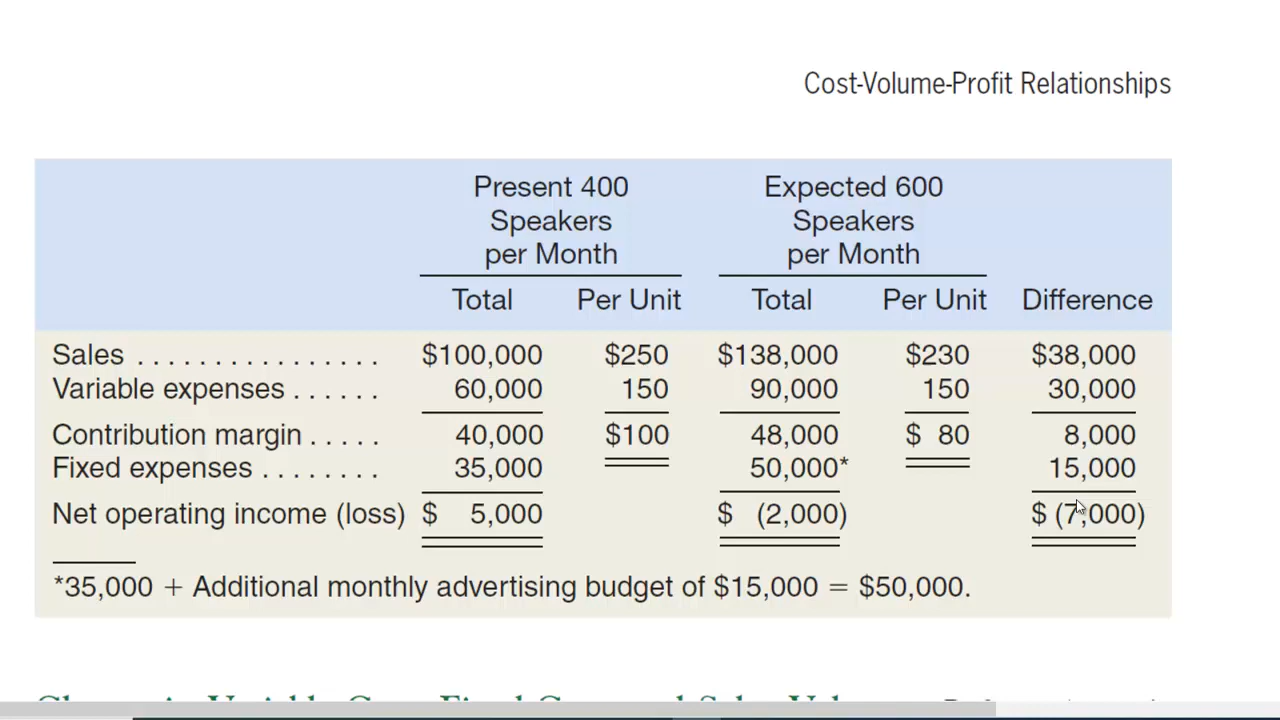 Cost-Volume-Profit Relationships
Present 400 Speakers per Month
Expected 600 Speakers per Month
Total Per Unit Total Per Unit Difference
Sales . . . . . . . . . . . . . . . . $100,000 $250 $138,000 $230 $38,000
Variable expenses . . . . . . 60,000 150 90,000 150 30,000
Contribution margin . . . . . 40,000 $100 48,000 $ 80 8,000
Fixed expenses . . . . . . . . 35,000 50,000* 15,000
Net operating income (loss) $ 5,000 $ (2,000) $ (7,000)
*35,000 + Additional monthly advertising budget of $15,000 = $50,000.